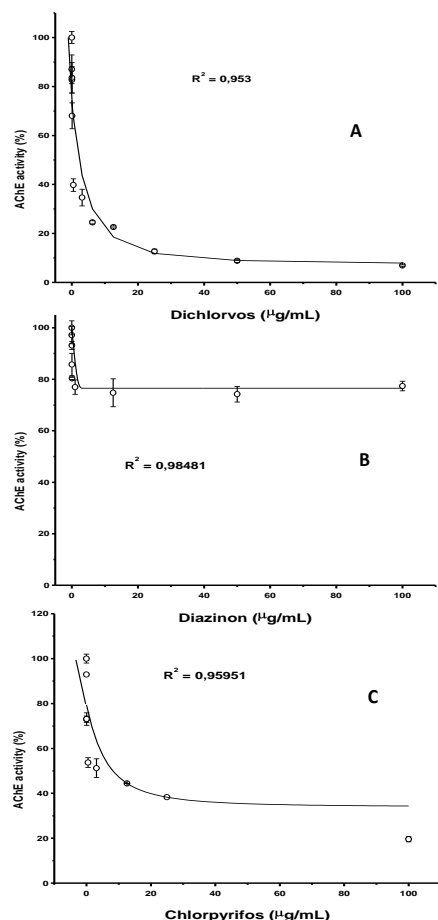 100
80
60
40
20
0
AChE activity (%)
R² = 0,953
A
0 20 40 60 80 100
Dichlorvos (µg/mL)
100
80
60
40
20
0
AChE activity (%)
R² = 0,98481
B
0 20 40 60 80 100
Diazinon (µg/mL)
120
100
80
60
40
20
0
AChE activity (%)
R² = 0,95951
C
0 20 40 60 80 100
Chlorpyrifos (µg/mL)